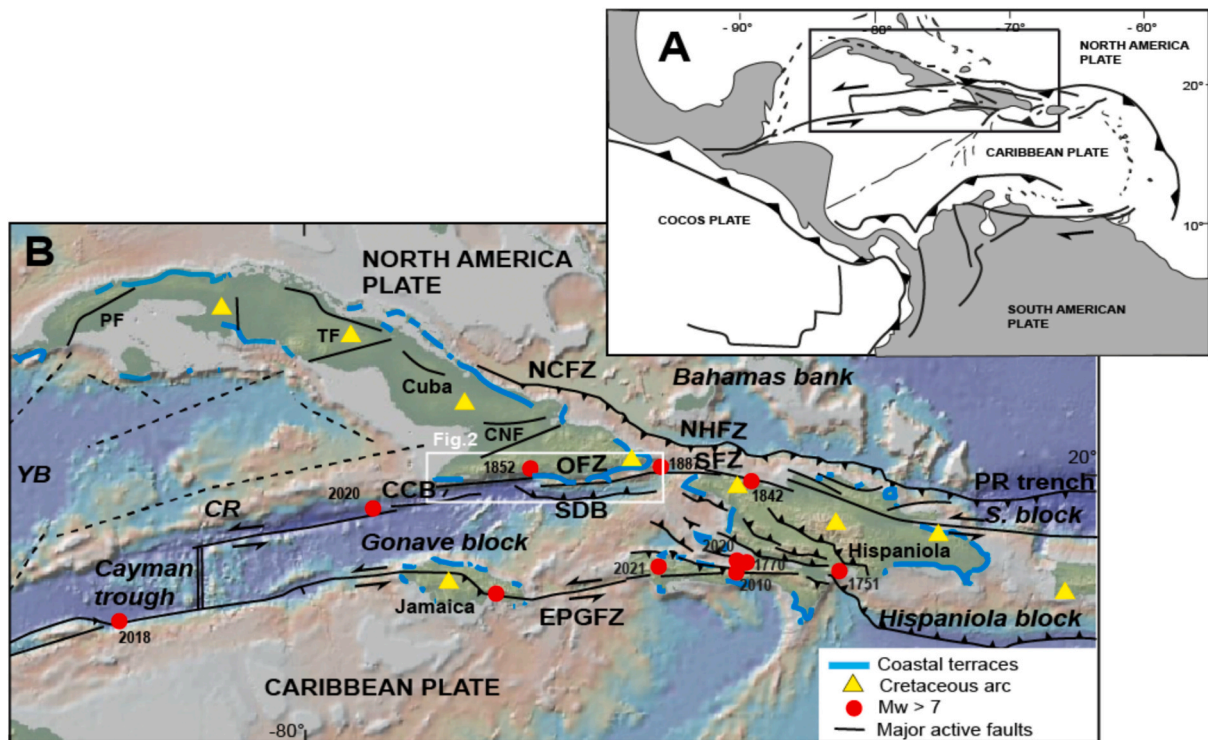 A
- 90°
- 80°
- 70°
- 60°
NORTH AMERICA
PLATE
20°
CARIBBEAN PLATE
COCOS PLATE
10°
SOUTH AMERICAN
PLATE
B
NORTH AMERICA
PLATE
PF
TF
Cuba
NCFZ
Bahamas bank
CNF
Fig.2
NHFZ
1852
OFZ
1887
SFZ
20°
YB
2020
CCB
1842
PR trench
CR
SDB
S. block
Gonave block
2020
Hispaniola
Cayman
trough
2021
1770
Jamaica
2010
1751
EPGFZ
Hispaniola block
2018
CARIBBEAN PLATE
-80°
Coastal terraces
Cretaceous arc
Mw > 7
Major active faults